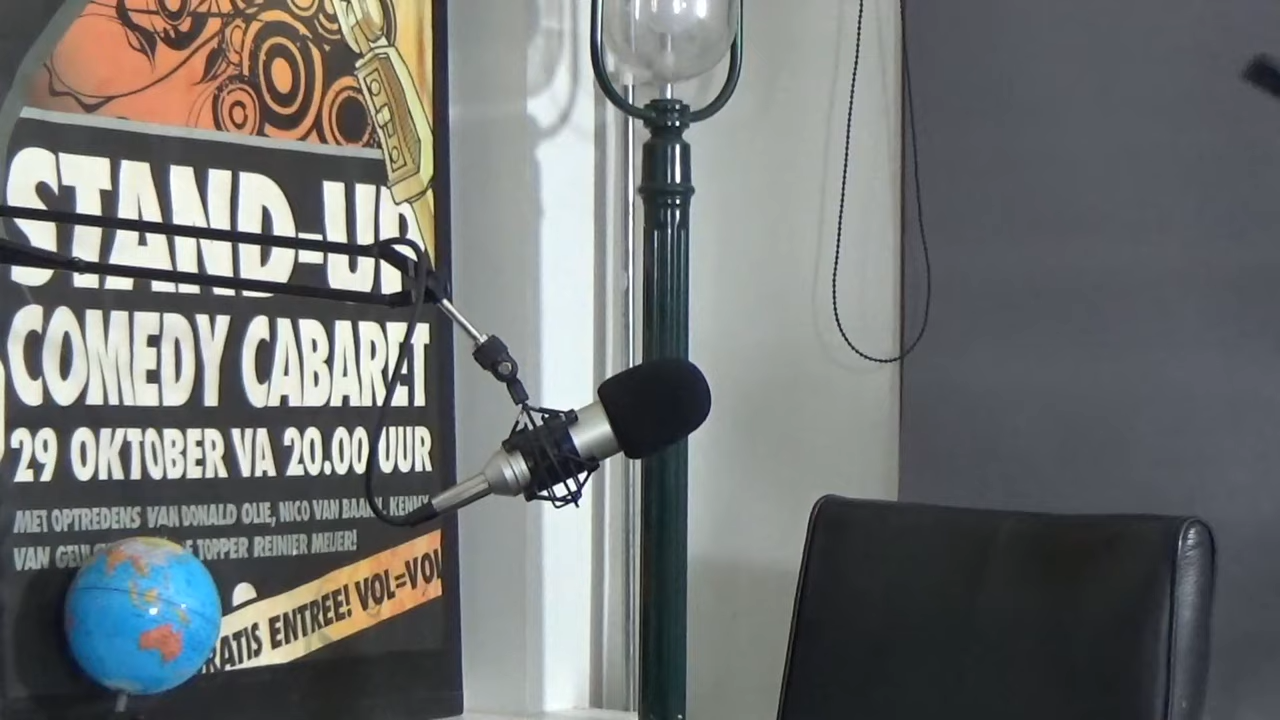 STAND-UP
COMEDY CABARET
29 OKTOBER VA 20.00 UUR
MET OPTREDENS VAN DONALD OLIE, NICO VAN KENNY
VAN TOPPER REINIER MEIJER!
RATIS ENTREE! VOL=VOL